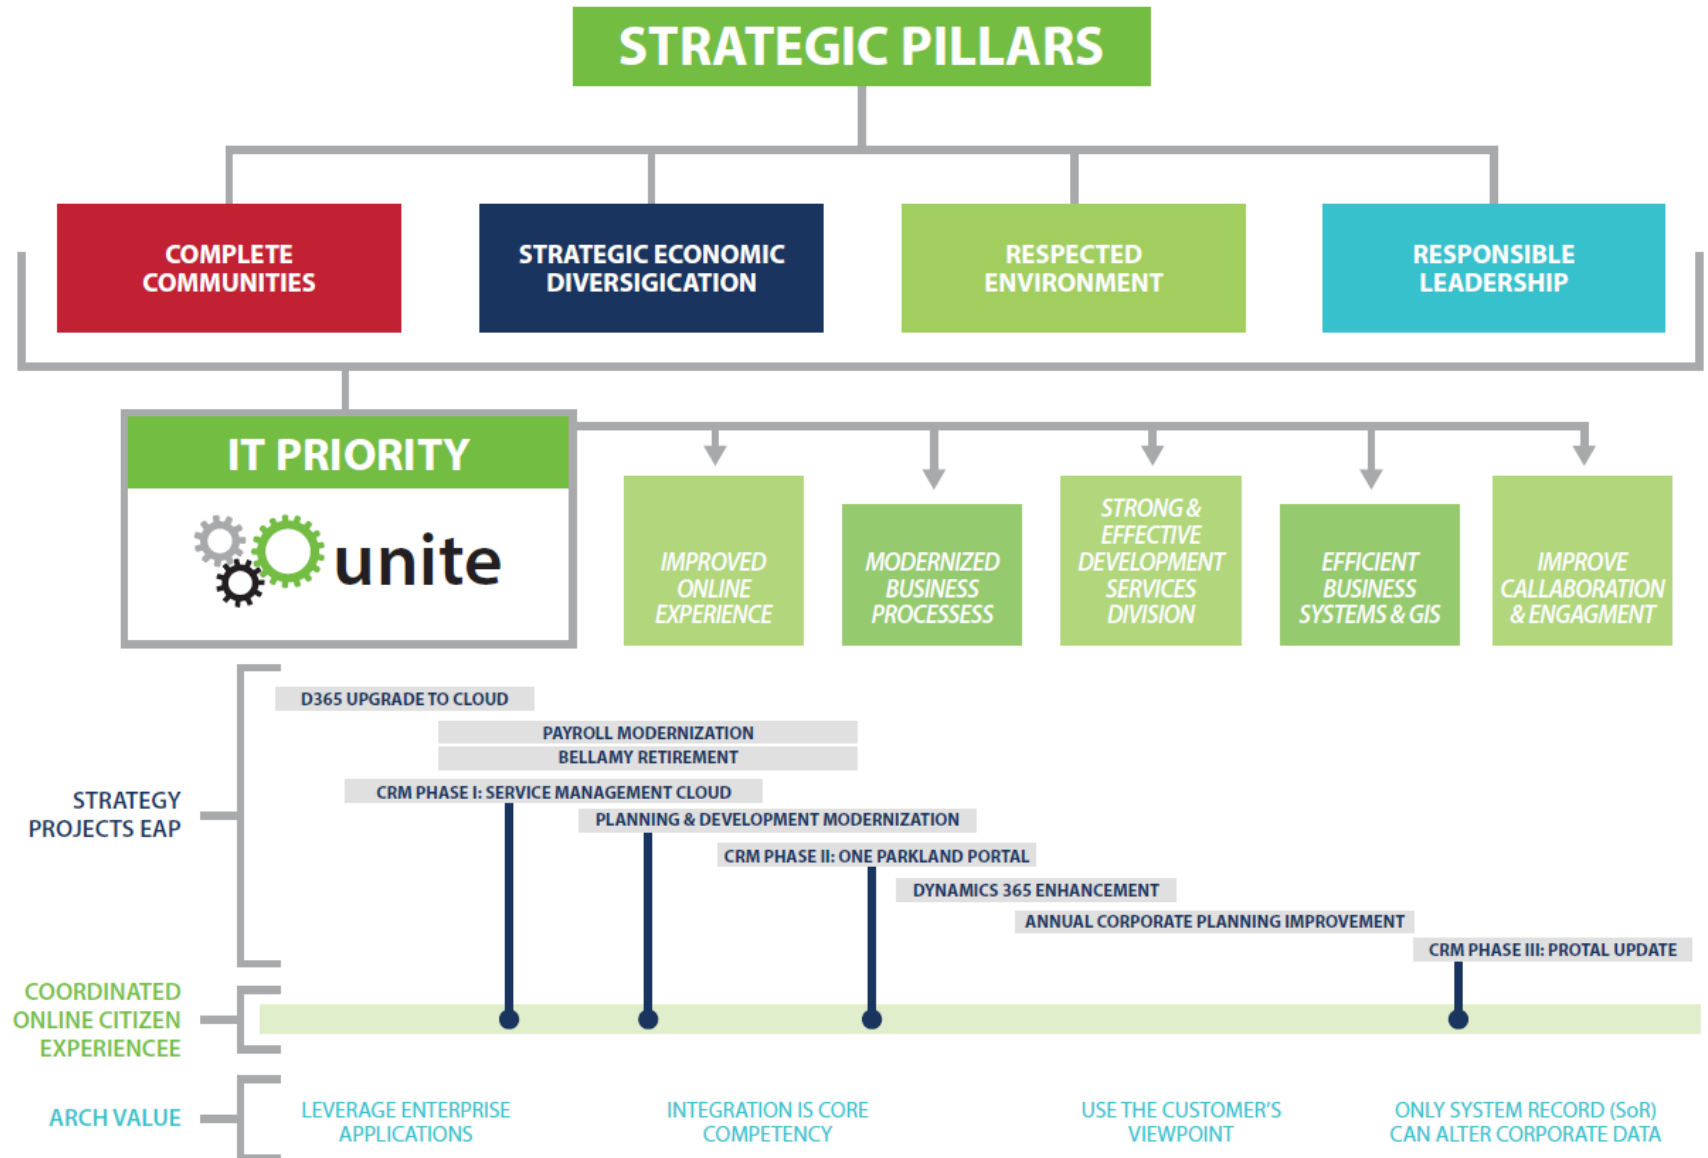 STRATEGIC PILLARS
COMPLETE
COMMUNITIES
STRATEGIC ECONOMIC
DIVERSIGICATION
RESPECTED
ENVIRONMENT
RESPONSIBLE
LEADERSHIP
IT PRIORITY
unite
IMPROVED
ONLINE
EXPERIENCE
MODERNIZED
BUSINESS
PROCESSESS
STRONG &
EFFECTIVE
DEVELOPMENT
SERVICES
DIVISION
EFFICIENT
BUSINESS
SYSTEMS & GIS
IMPROVE
CALLABORATION
& ENGAGMENT
STRATEGY
PROJECTS EAP
D365 UPGRADE TO CLOUD
PAYROLL MODERNIZATION
BELLAMY RETIREMENT
CRM PHASE I: SERVICE MANAGEMENT CLOUD
PLANNING & DEVELOPMENT MODERNIZATION
CRM PHASE II: ONE PARKLAND PORTAL
DYNAMICS 365 ENHANCEMENT
ANNUAL CORPORATE PLANNING IMPROVEMENT
CRM PHASE III: PROTAL UPDATE
COORDINATED
ONLINE CITIZEN
EXPERIENCEE
ARCH VALUE
LEVERAGE ENTERPRISE
APPLICATIONS
INTEGRATION IS CORE
COMPETENCY
USE THE CUSTOMER'S
VIEWPOINT
ONLY SYSTEM RECORD (SoR)
CAN ALTER CORPORATE DATA